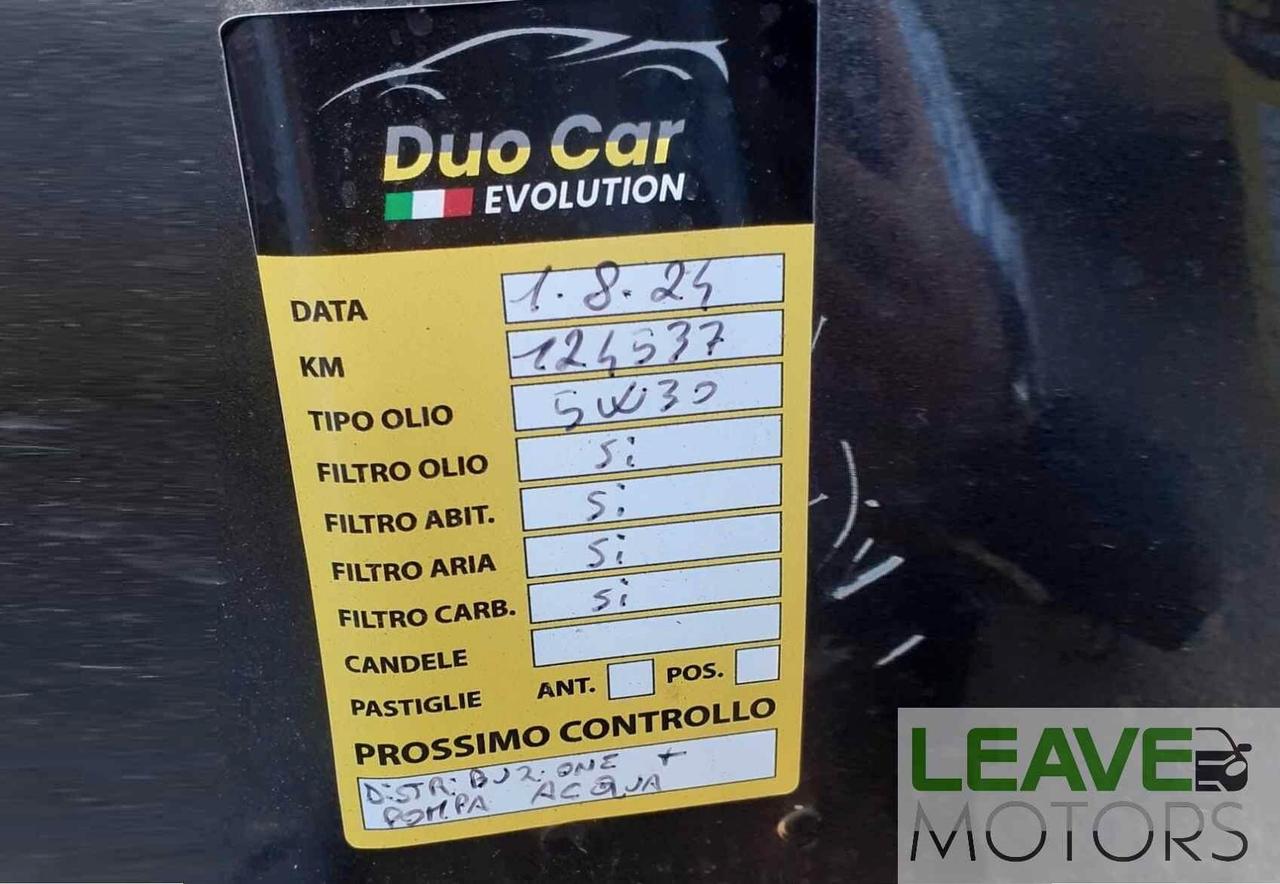 Duo Car
EVOLUTION
DATA 1.8.24
KM 124537
TIPO OLIO 5W30
FILTRO OLIO Si
FILTRO ABIT. Si
FILTRO ARIA Si
FILTRO CARB. Si
CANDELE
PASTIGLIE ANT. POS.
PROSSIMO CONTROLLO
DiSTRiBUZiONE +
POMPA ACQUA
LEAVE
MOTORS